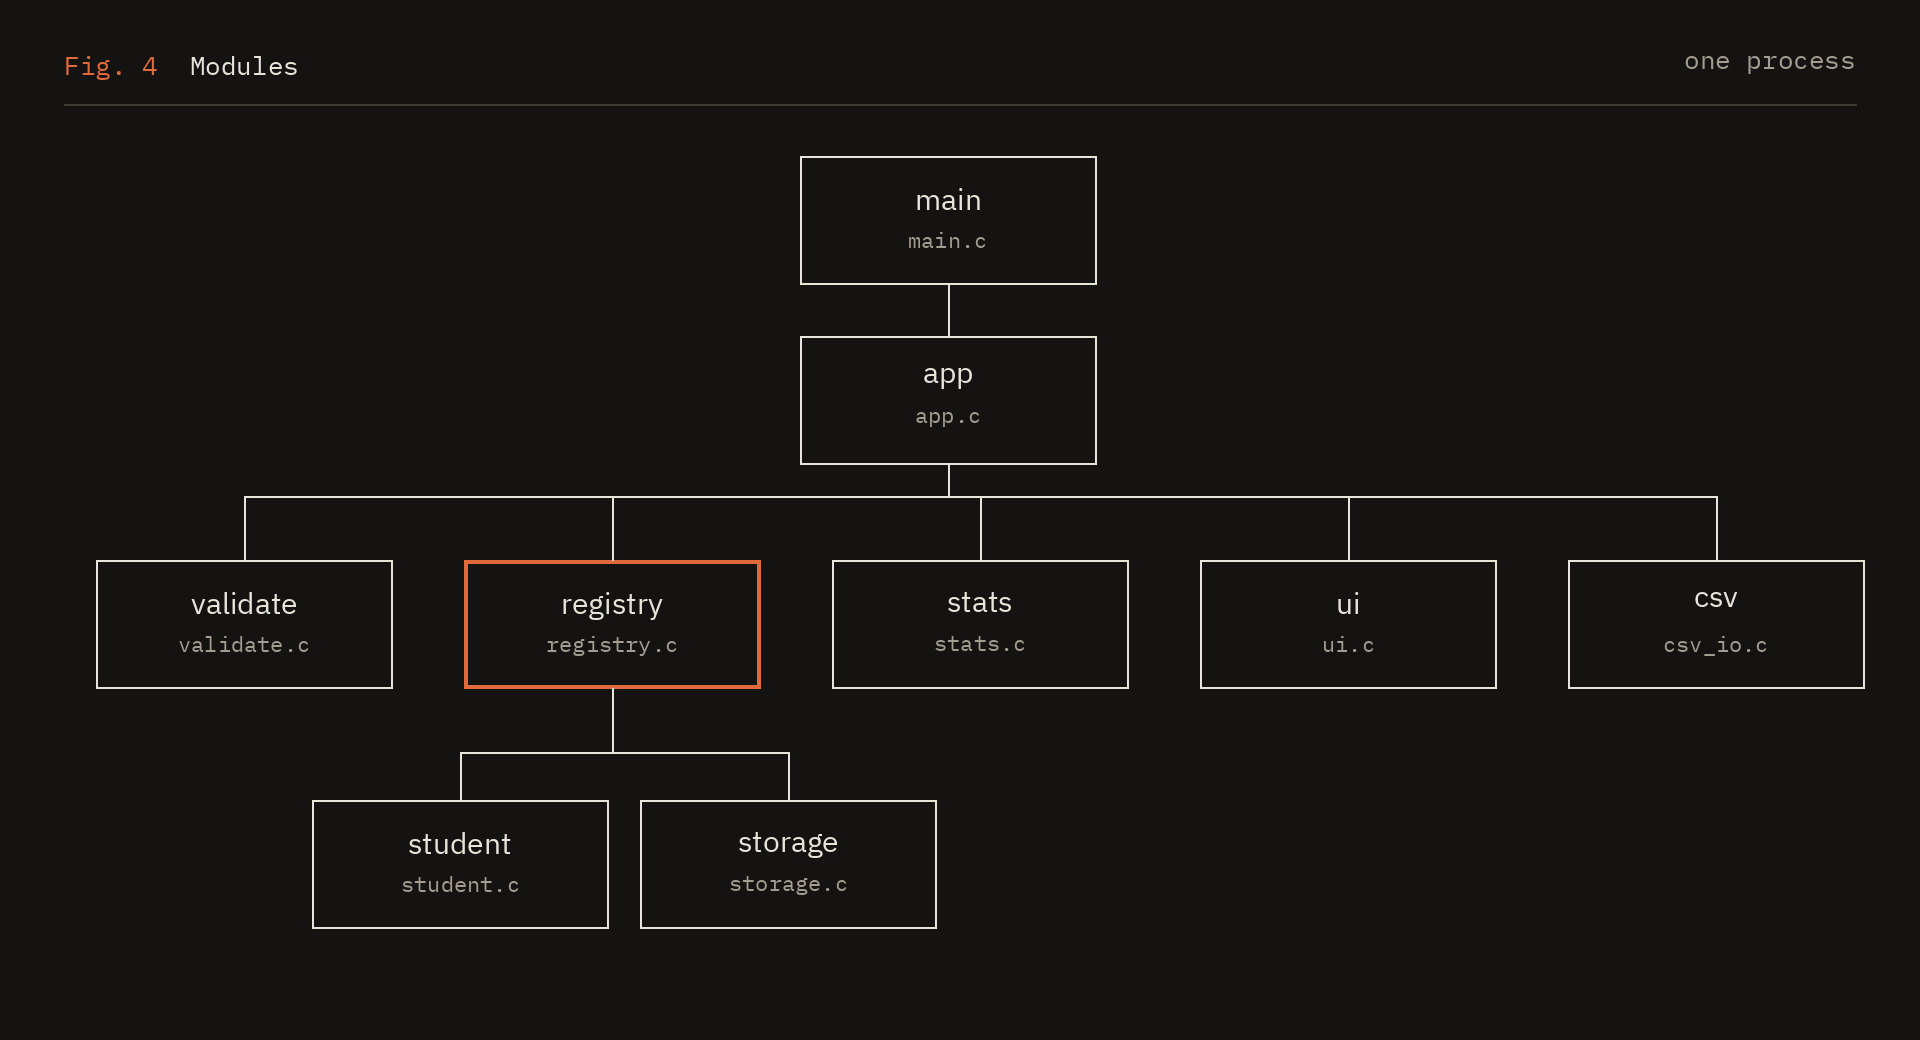 Fig. 4 Modules
one process
main
main.c
app
app.c
validate
validate.c
registry
registry.c
stats
stats.c
ui
ui.c
csv
csv_io.c
student
student.c
storage
storage.c